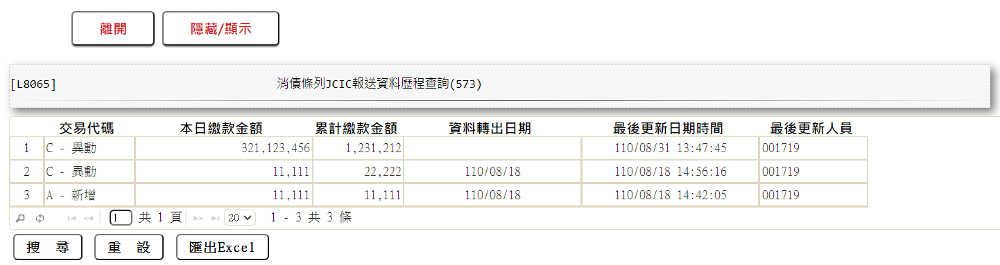 離開 隱藏/顯示
[L8065] 消債條列JCIC報送資料歷程查詢(573)
交易代碼 本日繳款金額 累計繳款金額 資料轉出日期 最後更新日期時間 最後更新人員
1 C - 異動 321,123,456 1,231,212 110/08/31 13:47:45 001719
2 C - 異動 11,111 22,222 110/08/18 110/08/18 14:56:16 001719
3 A - 新增 11,111 11,111 110/08/18 110/08/18 14:42:05 001719
1 共 1 頁 20 1 - 3 共 3 條
搜 尋 重 設 匯出Excel